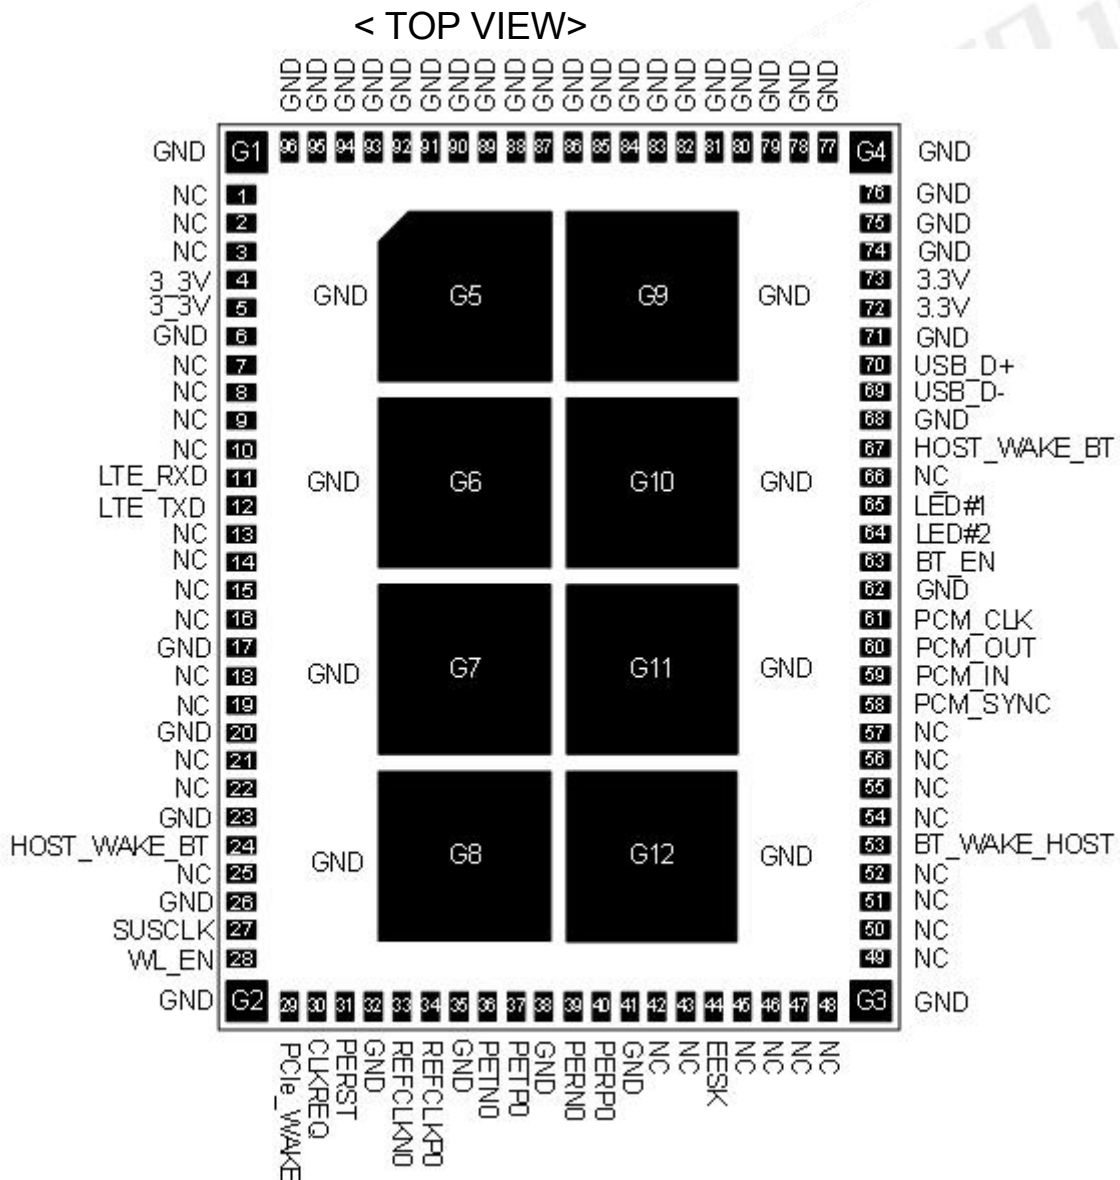 < TOP VIEW>
GND GND GND GND GND GND GND GND GND GND GND GND GND GND GND GND GND GND GND GND
GND G1 96 95 94 93 92 91 90 89 88 87 86 85 84 83 82 81 80 79 78 77 G4 GND
NC 1 76 GND
NC 2 75 GND
NC 3 74 GND
3_3V 4 73 3.3V
GND G5 G9 GND
3_3V 5 72 3.3V
GND 6 71 GND
NC 7 70 USB_D+
NC 8 69 USB_D-
NC 9 68 GND
NC 10 67 HOST_WAKE_BT
LTE_RXD 11 GND G6 G10 GND 66 NC
LTE_TXD 12 65 LED#1
NC 13 64 LED#2
NC 14 63 BT_EN
NC 15 62 GND
NC 16 61 PCM_CLK
GND 17 60 PCM_OUT
NC 18 GND G7 G11 GND 59 PCM_IN
NC 19 58 PCM_SYNC
GND 20 57 NC
NC 21 56 NC
NC 22 55 NC
GND 23 54 NC
HOST_WAKE_BT 24 GND G8 G12 GND 53 BT_WAKE_HOST
NC 25 52 NC
GND 26 51 NC
SUSCLK 27 50 NC
WL_EN 28 49 NC
GND G2 29 30 31 32 33 34 35 36 37 38 39 40 41 42 43 44 45 46 47 48 G3 GND
PCIe_WAKE CLKREQ PERST GND REFCLKN0 REFCLKP0 GND PETN0 PETP0 GND PERN0 PERP0 GND NC NC EESK NC NC NC NC